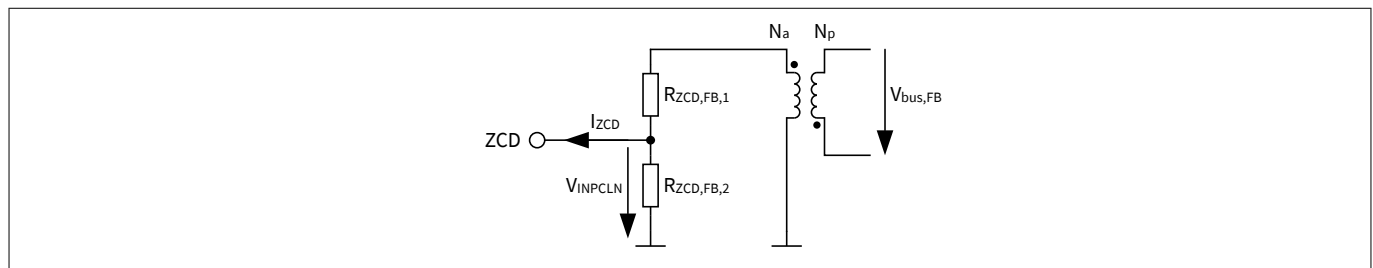 Na Np
RZCD,FB,1
Vbus,FB
IZCD
ZCD
VINPCLN
RZCD,FB,2